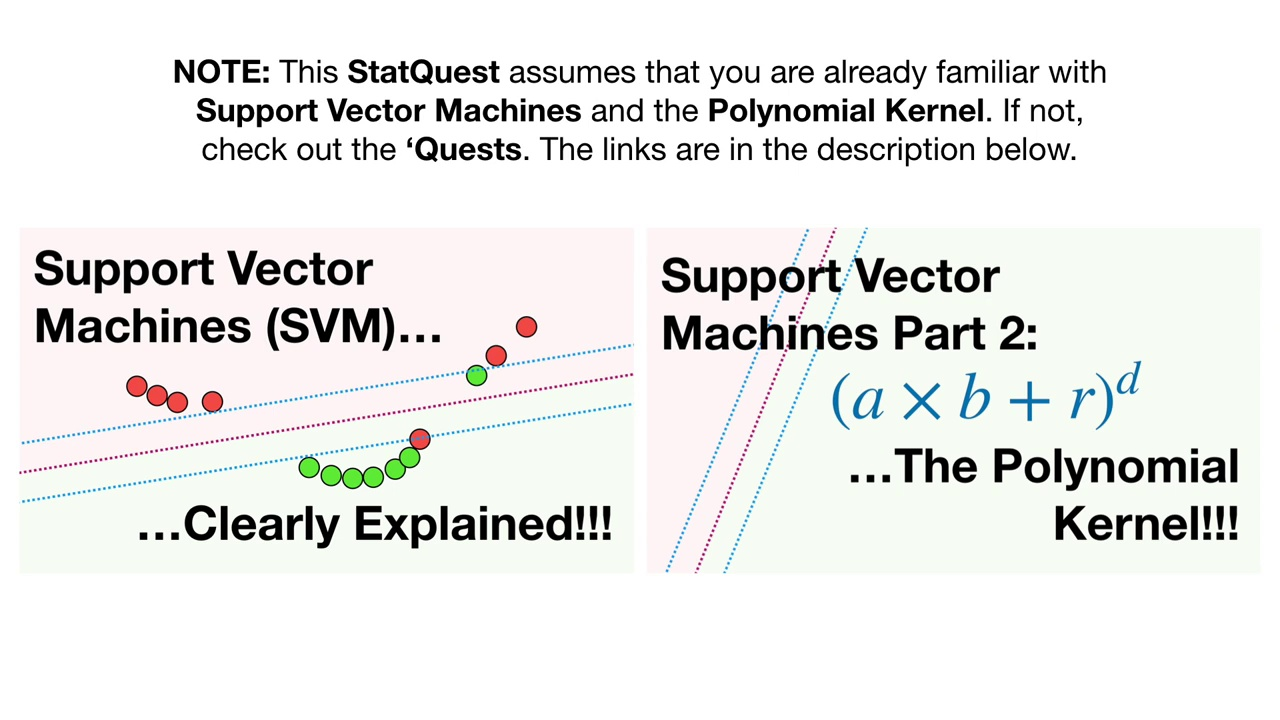 NOTE: This StatQuest assumes that you are already familiar with
Support Vector Machines and the Polynomial Kernel. If not,
check out the ‘Quests. The links are in the description below.
Support Vector
Machines (SVM)…
…Clearly Explained!!!
Support Vector
Machines Part 2:
(a × b + r)^d
…The Polynomial
Kernel!!!